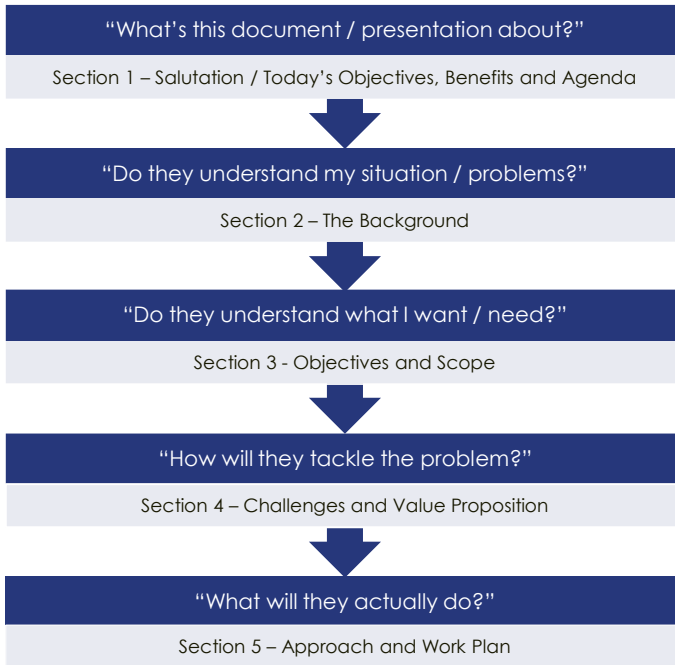 “What’s this document / presentation about?”
Section 1 – Salutation / Today’s Objectives, Benefits and Agenda
“Do they understand my situation / problems?”
Section 2 – The Background
“Do they understand what I want / need?”
Section 3 - Objectives and Scope
“How will they tackle the problem?”
Section 4 – Challenges and Value Proposition
“What will they actually do?”
Section 5 – Approach and Work Plan